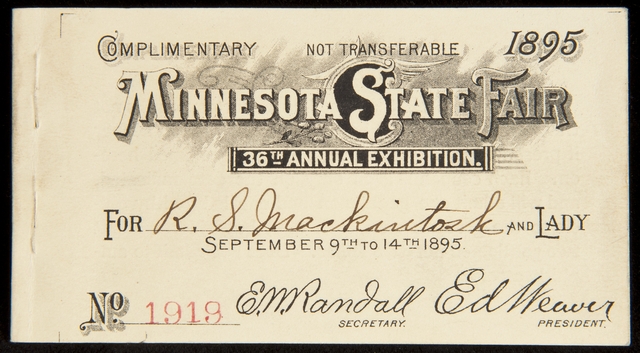 COMPLIMENTARY NOT TRANSFERABLE 1895
MINNESOTA STATE FAIR
36TH ANNUAL EXHIBITION.
FOR R. S. Mackintosh AND LADY
SEPTEMBER 9TH TO 14TH 1895.
No 1919 E.W. Randall Ed Weaver
SECRETARY. PRESIDENT.